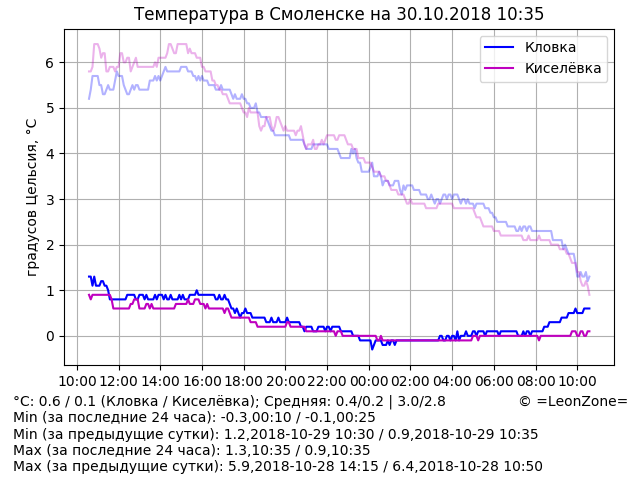 Температура в Смоленске на 30.10.2018 10:35
Кловка
Киселёвка
градусов Цельсия, °C
6
5
4
3
2
1
0
10:00 12:00 14:00 16:00 18:00 20:00 22:00 00:00 02:00 04:00 06:00 08:00 10:00
°C: 0.6 / 0.1 (Кловка / Киселёвка); Средняя: 0.4/0.2 | 3.0/2.8 © =LeonZone=
Min (за последние 24 часа): -0.3,00:10 / -0.1,00:25
Min (за предыдущие сутки): 1.2,2018-10-29 10:30 / 0.9,2018-10-29 10:35
Max (за последние 24 часа): 1.3,10:35 / 0.9,10:35
Max (за предыдущие сутки): 5.9,2018-10-28 14:15 / 6.4,2018-10-28 10:50